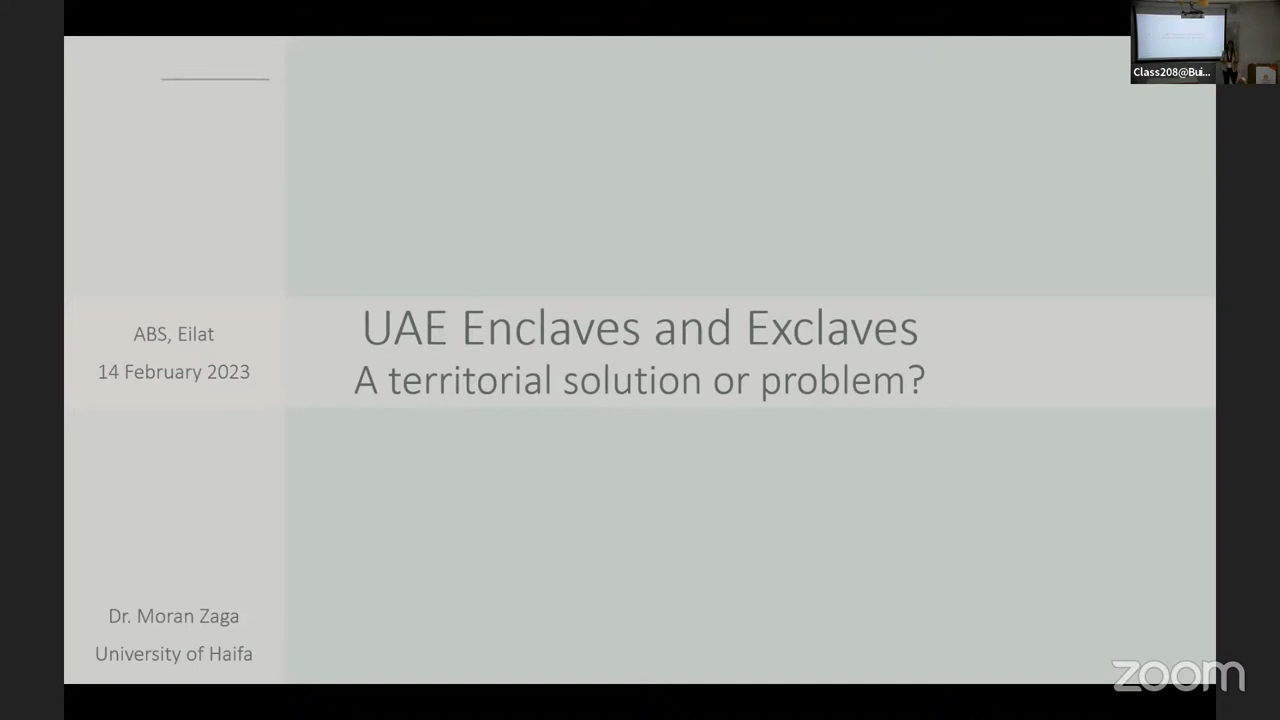 Class208@Bui...
UAE Enclaves and Exclaves
A territorial solution or problem?
ABS, Eilat
14 February 2023
Dr. Moran Zaga
University of Haifa
zoom